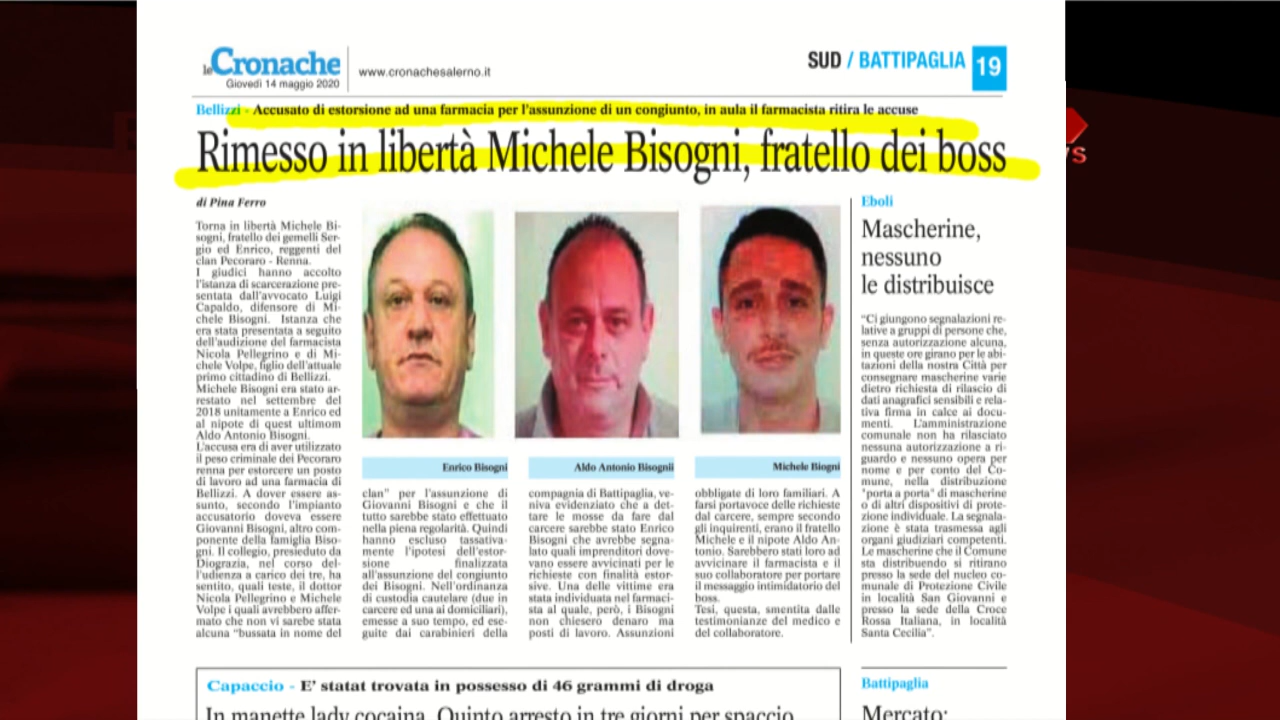 le Cronache
Giovedì 14 maggio 2020
www.cronachesalerno.it
SUD / BATTIPAGLIA
19
Bellizzi - Accusato di estorsione ad una farmacia per l'assunzione di un congiunto, in aula il farmacista ritira le accuse
Rimesso in libertà Michele Bisogni, fratello dei boss
di Pina Ferro
Torna in libertà Michele Bi-
sogni, fratello dei gemelli Ser-
gio ed Enrico, reggenti del
clan Pecoraro - Renna.
I giudici hanno accolto
l'istanza di scarcerazione pre-
sentata dall'avvocato Luigi
Capaldo, difensore di Mi-
chele Bisogni. Istanza che
era stata presentata a seguito
dell'audizione del farmacista
Nicola Pellegrino e di Mi-
chele Volpe, figlio dell'attuale
primo cittadino di Bellizzi.
Michele Bisogni era stato ar-
restato nel settembre del
2018 unitamente a Enrico ed
al nipote di quest ultimom
Aldo Antonio Bisogni.
L'accusa era di aver utilizzato
il peso criminale dei Pecoraro
renna per estorcere un posto
di lavoro ad una farmacia di
Bellizzi. A dover essere as-
sunto, secondo l'impianto
accusatorio doveva essere
Giovanni Bisogni, altro com-
ponente della famiglia Biso-
gni. Il collegio, presieduto da
Diograzia, nel corso del-
l'udienza a carico dei tre, ha
sentito, quali teste, il dottor
Nicola Pellegrino e Michele
Volpe i quali avrebbero affer-
mato che non vi sarebe stata
alcuna "bussata in nome del
Enrico Bisogni
clan" per l'assunzione di
Giovanni Bisogni e che il
tutto sarebbe stato effettuato
nella piena regolarità. Quindi
hanno escluso tassativa-
mente l'ipotesi dell'estor-
sione finalizzata
all'assunzione del congiunto
dei Bisogni. Nell'ordinanza
di custodia cautelare (due in
carcere ed una ai domiciliari),
emesse a suo tempo, ed ese-
guite dai carabinieri della
Aldo Antonio Bisognii
compagnia di Battipaglia, ve-
niva evidenziato che a det-
tare le mosse da fare dal
carcere sarebbe stato Enrico
Bisogni che avrebbe segna-
lato quali imprenditori dove-
vano essere avvicinati per le
richieste con finalità estor-
sive. Una delle vittime era
stata individuata nel farmaci-
sta al quale, però, i Bisogni
non chiesero denaro ma
posti di lavoro. Assunzioni
Michele Biogni
obbligate di loro familiari. A
farsi portavoce delle richieste
dal carcere, sempre secondo
gli inquirenti, erano il fratello
Michele e il nipote Aldo An-
tonio. Sarebbero stati loro ad
avvicinare il farmacista e il
suo collaboratore per portare
il messaggio intimidatorio del
boss.
Tesi, questa, smentita dalle
testimonianze del medico e
del collaboratore.
Eboli
Mascherine,
nessuno
le distribuisce
"Ci giungono segnalazioni re-
lative a gruppi di persone che,
senza autorizzazione alcuna,
in queste ore girano per le abi-
tazioni della nostra Città per
consegnare mascherine varie
dietro richiesta di rilascio di
dati anagrafici sensibili e rela-
tiva firma in calce ai docu-
menti. L'amministrazione
comunale non ha rilasciato
nessuna autorizzazione a ri-
guardo e nessuno opera per
nome e per conto del Co-
mune, nella distribuzione
"porta a porta" di mascherine
o di altri dispositivi di prote-
zione individuale. La segnala-
zione è stata trasmessa agli
organi giudiziari competenti.
Le mascherine che il Comune
sta distribuendo si ritirano
presso la sede del nucleo co-
munale di Protezione Civile
in località San Giovanni e
presso la sede della Croce
Rossa Italiana, in località
Santa Cecilia".
Capaccio - E' statat trovata in possesso di 46 grammi di droga
In manette lady cocaina. Quinto arresto in tre giorni per spaccio
Battipaglia
Mercato: